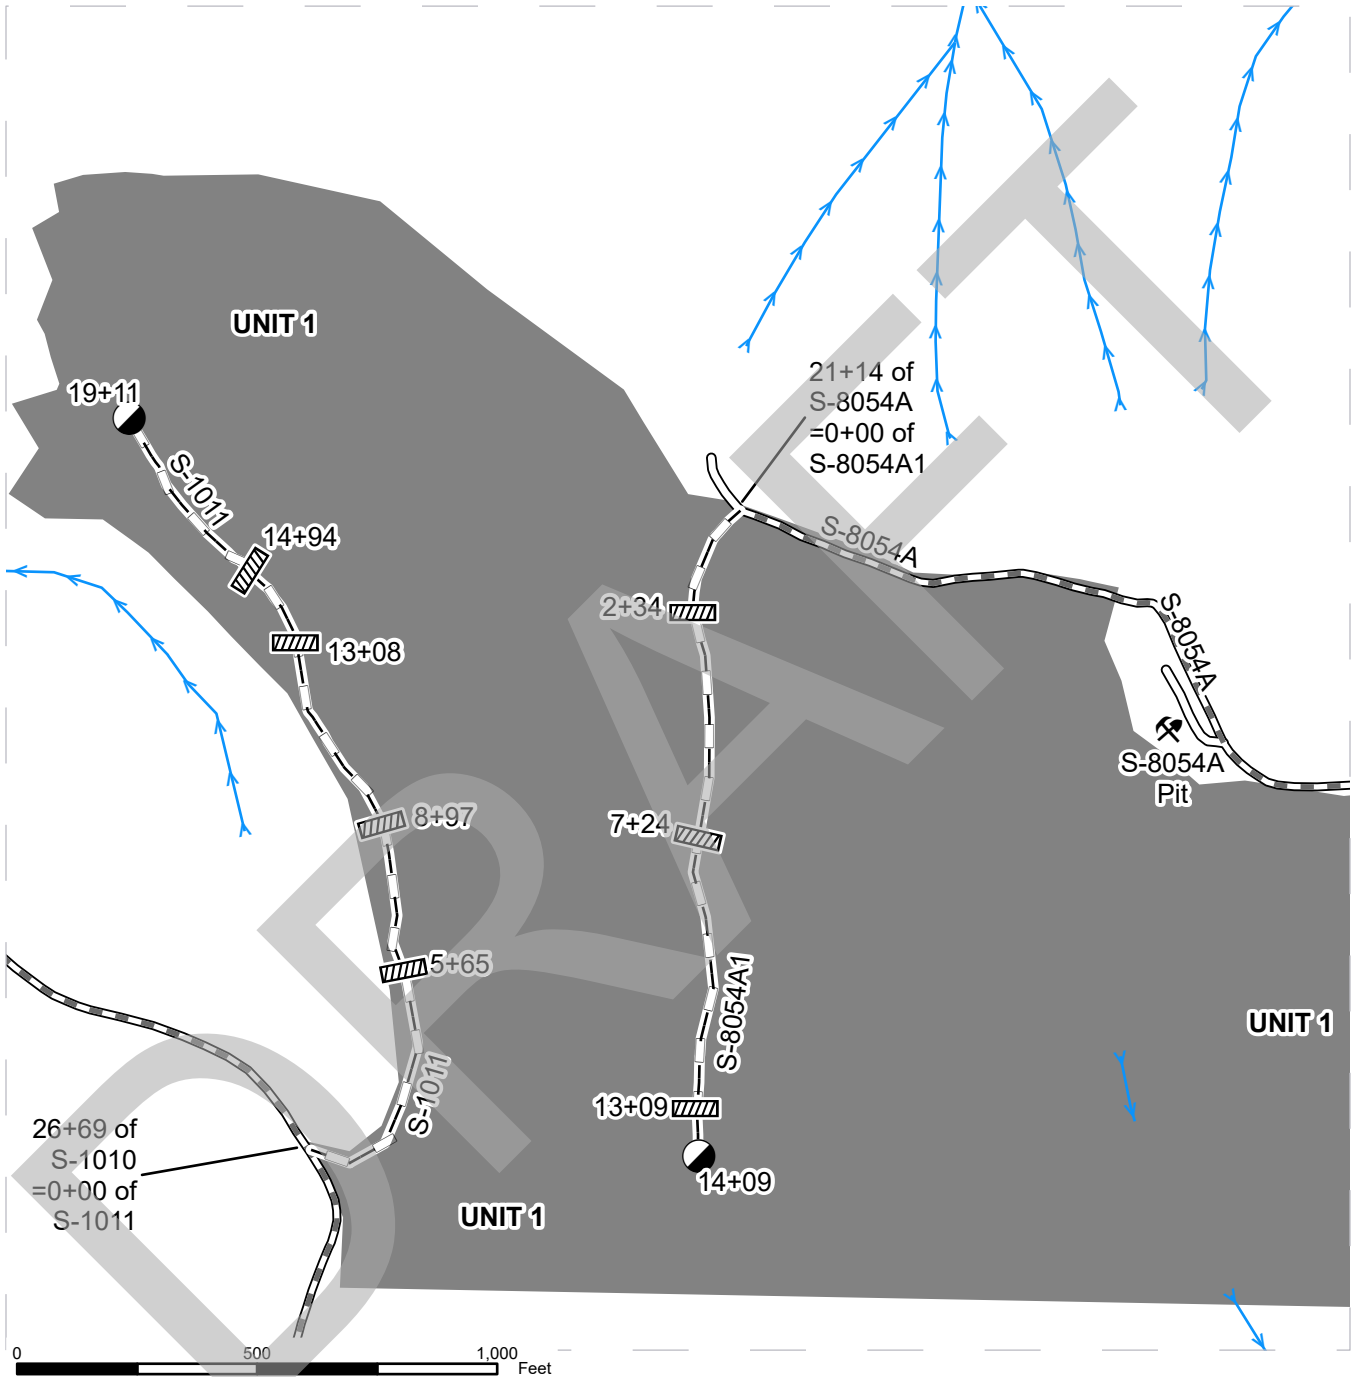 UNIT 1
19+11
21+14 of
S-8054A
=0+00 of
S-8054A1
S-1011
14+94
S-8054A
2+34
S-8054A
13+08
S-8054A
Pit
8+97
7+24
5+65
S-8054A1
UNIT 1
S-1011
13+09
26+69 of
S-1010
=0+00 of
S-1011
14+09
UNIT 1
DRAFT
0 500 1,000
Feet